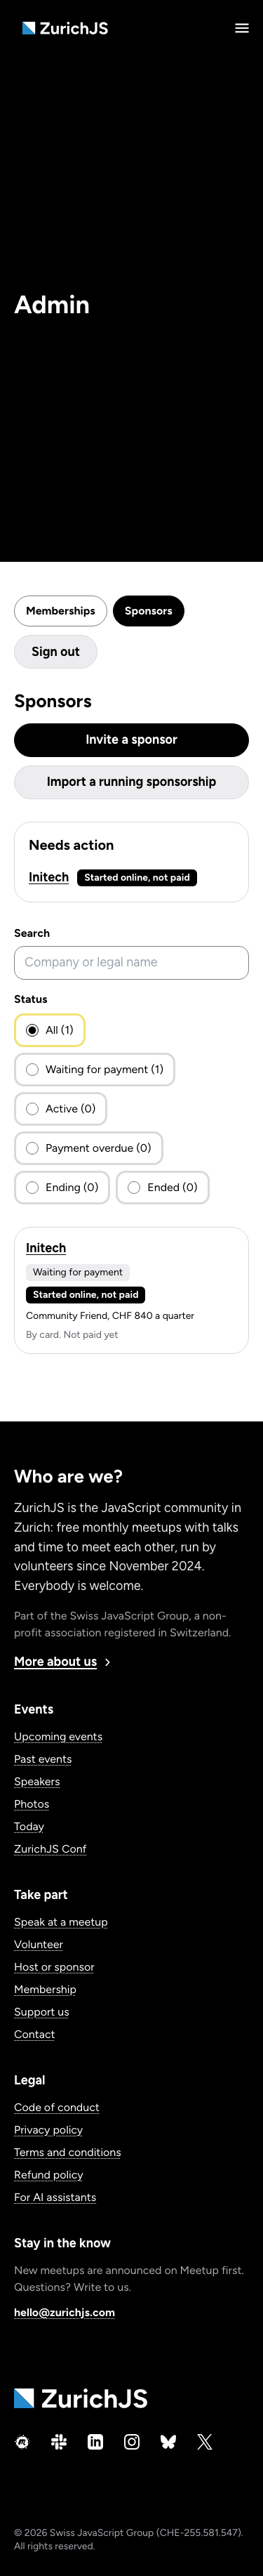 ZurichJS
Admin
Memberships
Sponsors
Sign out
Sponsors
Invite a sponsor
Import a running sponsorship
Needs action
Initech
Started online, not paid
Search
Company or legal name
Status
All (1)
Waiting for payment (1)
Active (0)
Payment overdue (0)
Ending (0)
Ended (0)
Initech
Waiting for payment
Started online, not paid
Community Friend, CHF 840 a quarter
By card. Not paid yet
Who are we?
ZurichJS is the JavaScript community in
Zurich: free monthly meetups with talks
and time to meet each other, run by
volunteers since November 2024.
Everybody is welcome.
Part of the Swiss JavaScript Group, a non-
profit association registered in Switzerland.
More about us
Events
Upcoming events
Past events
Speakers
Photos
Today
ZurichJS Conf
Take part
Speak at a meetup
Volunteer
Host or sponsor
Membership
Support us
Contact
Legal
Code of conduct
Privacy policy
Terms and conditions
Refund policy
For AI assistants
Stay in the know
New meetups are announced on Meetup first.
Questions? Write to us.
hello@zurichjs.com
ZurichJS
© 2026 Swiss JavaScript Group (CHE-255.581.547).
All rights reserved.